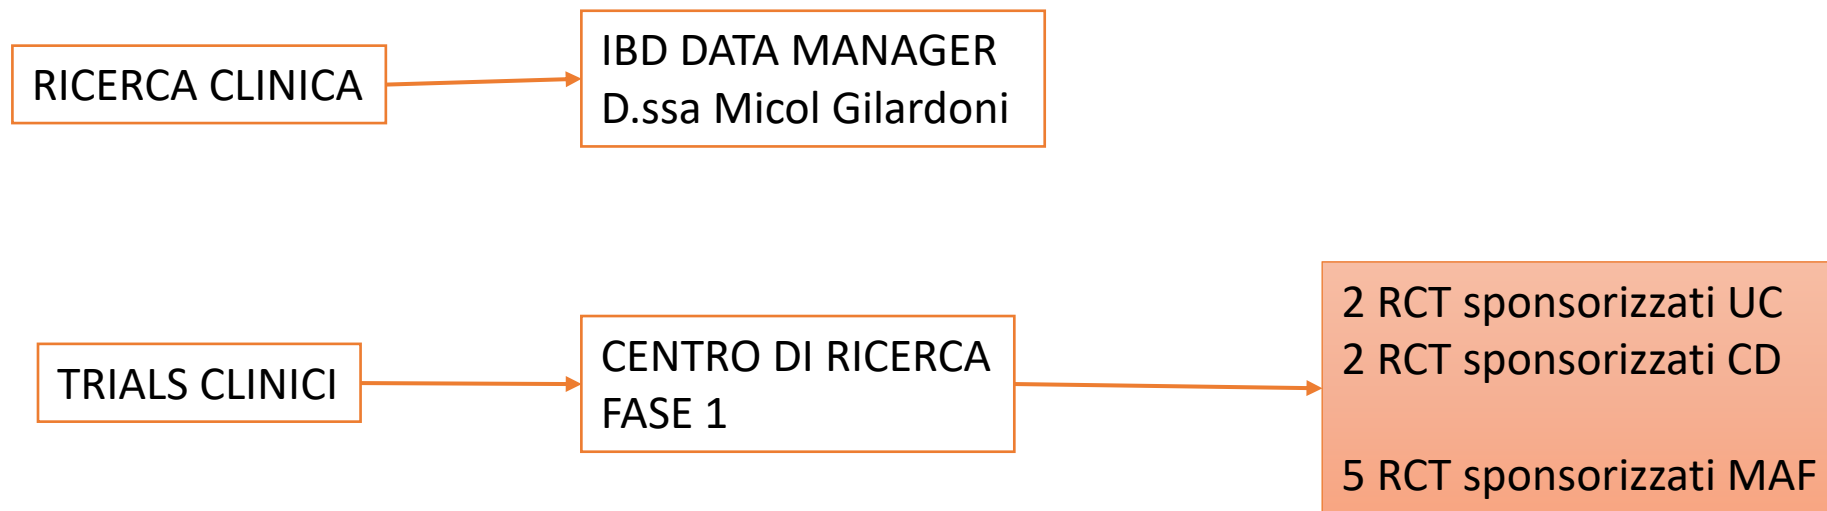 RICERCA CLINICA
IBD DATA MANAGER
D.ssa Micol Gilardoni
TRIALS CLINICI
CENTRO DI RICERCA
FASE 1
2 RCT sponsorizzati UC
2 RCT sponsorizzati CD
5 RCT sponsorizzati MAF